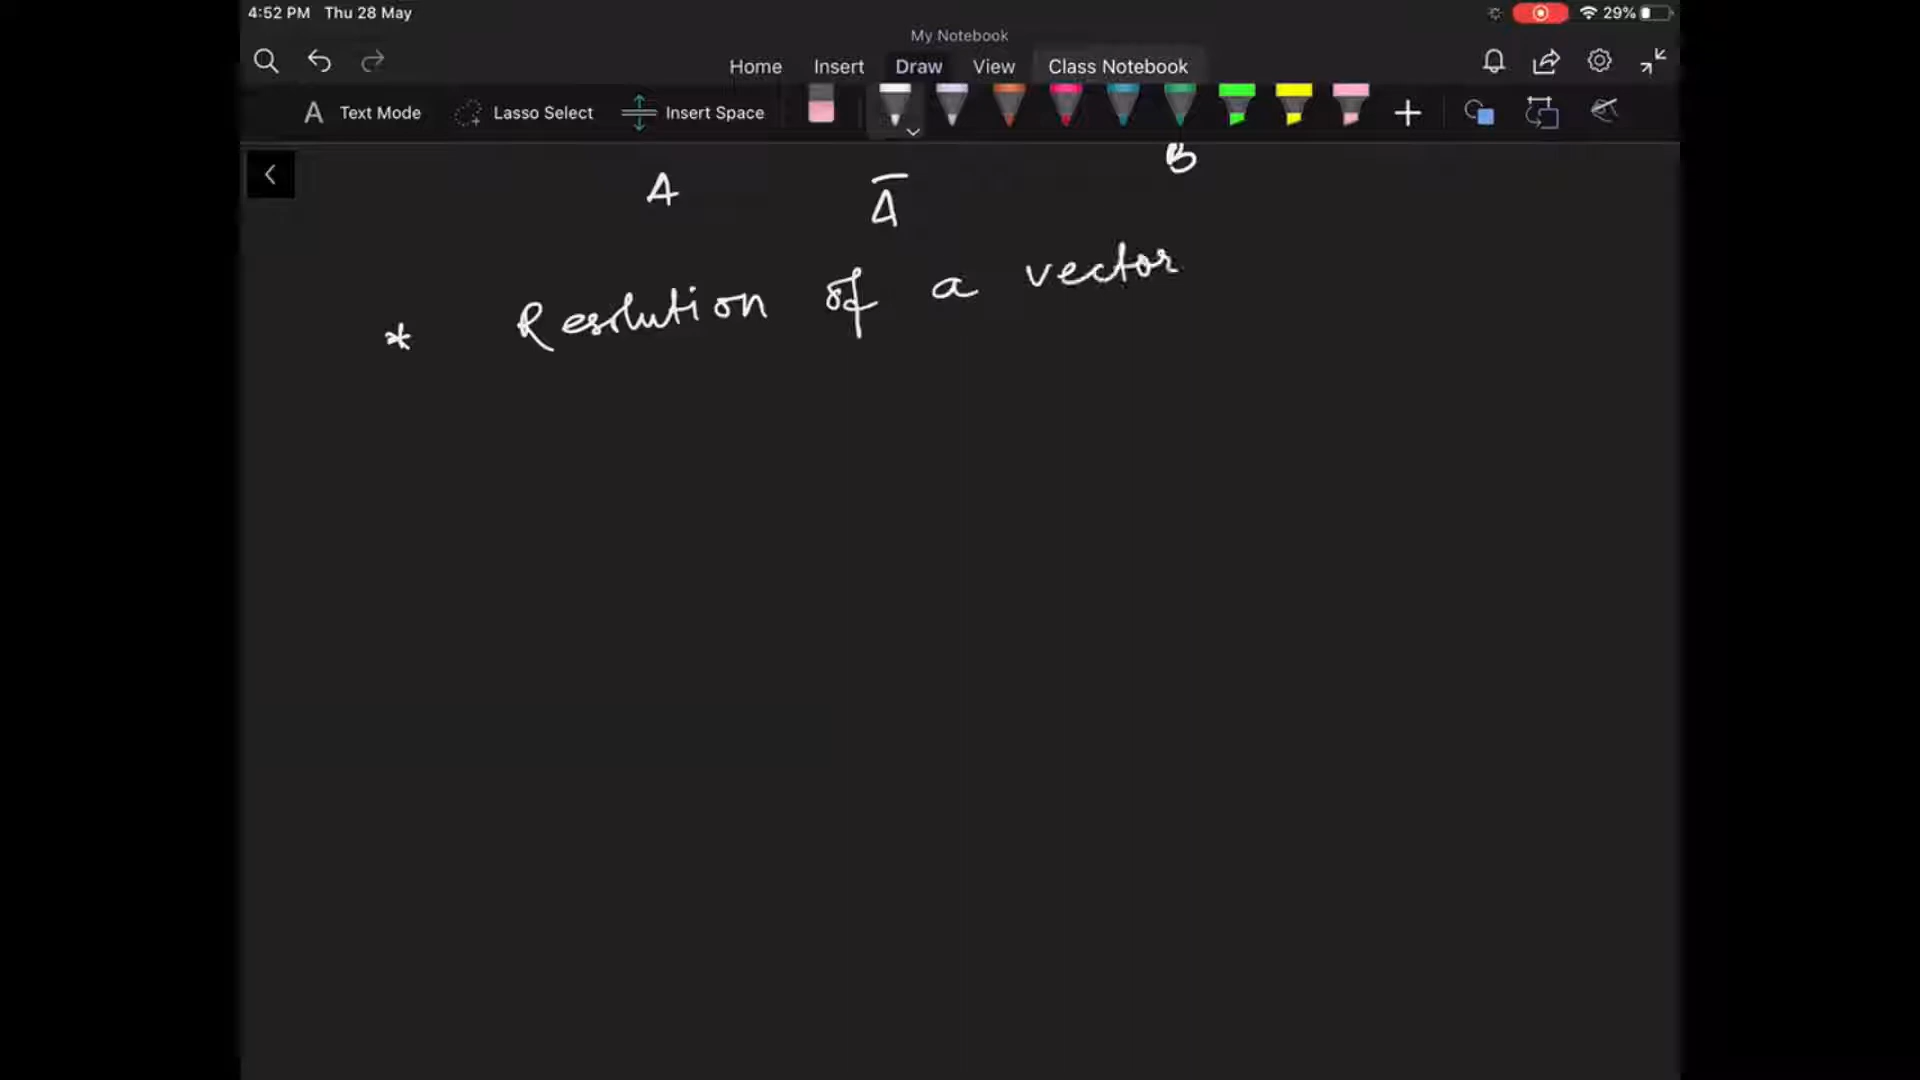 4:52 PM Thu 28 May 29%
My Notebook
Home Insert Draw View Class Notebook
A Text Mode Lasso Select Insert Space
B
A
A̅
* Resolution of a vector